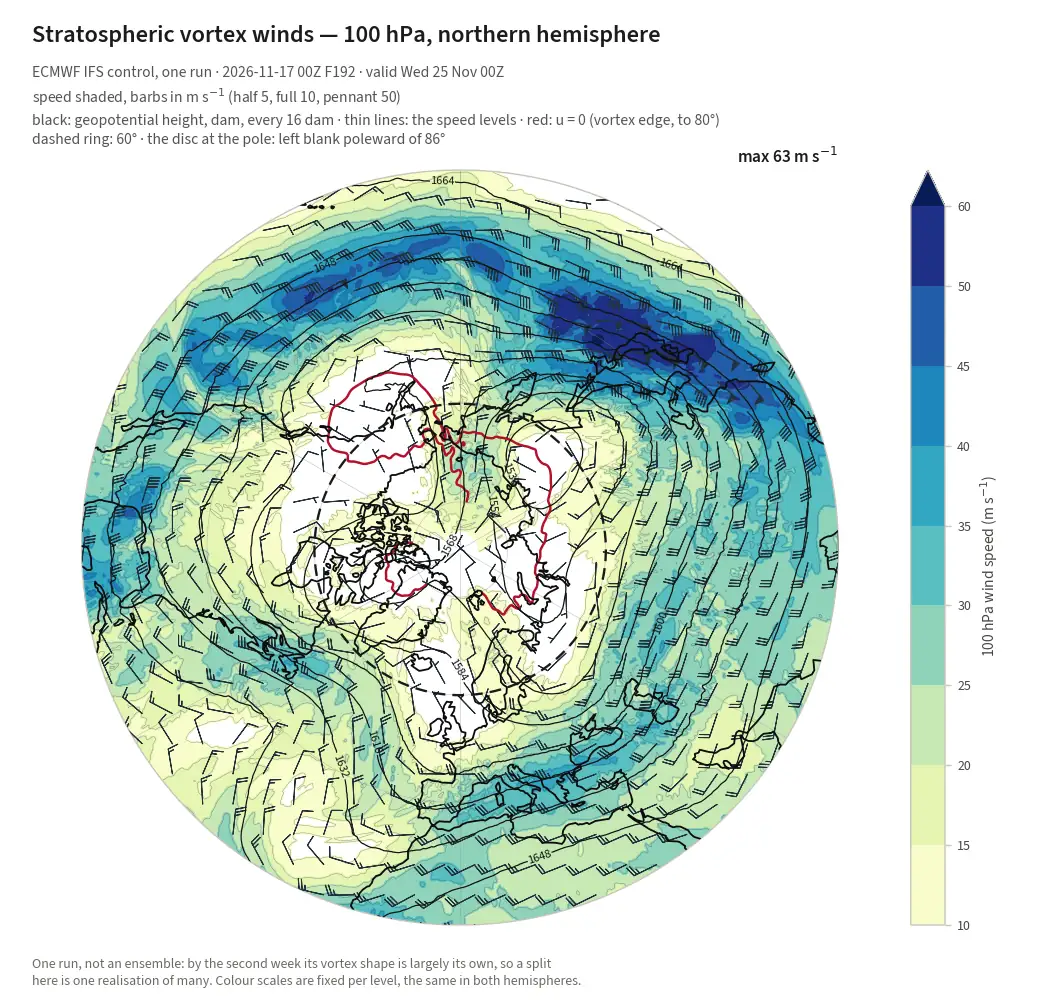 Stratospheric vortex winds — 100 hPa, northern hemisphere
ECMWF IFS control, one run · 2026-11-17 00Z F192 · valid Wed 25 Nov 00Z
speed shaded, barbs in m s⁻¹ (half 5, full 10, pennant 50)
black: geopotential height, dam, every 16 dam · thin lines: the speed levels · red: u = 0 (vortex edge, to 80°)
dashed ring: 60° · the disc at the pole: left blank poleward of 86°
max 63 m s⁻¹
1664
1648
1664
1568
1600
1584
1632
1648
60
50
45
40
35
30
25
20
15
10
100 hPa wind speed (m s⁻¹)
One run, not an ensemble: by the second week its vortex shape is largely its own, so a split
here is one realisation of many. Colour scales are fixed per level, the same in both hemispheres.